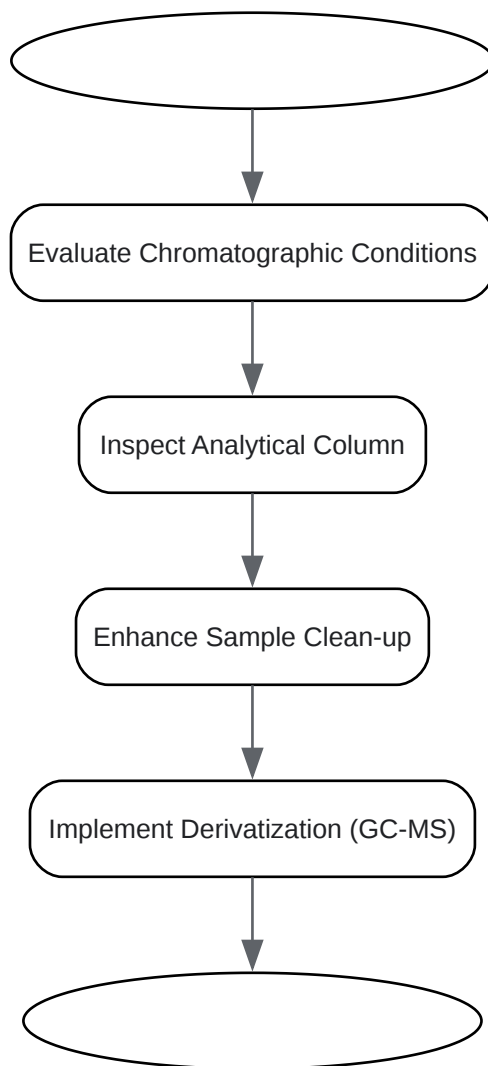 Evaluate Chromatographic Conditions
Inspect Analytical Column
Enhance Sample Clean-up
Implement Derivatization (GC-MS)